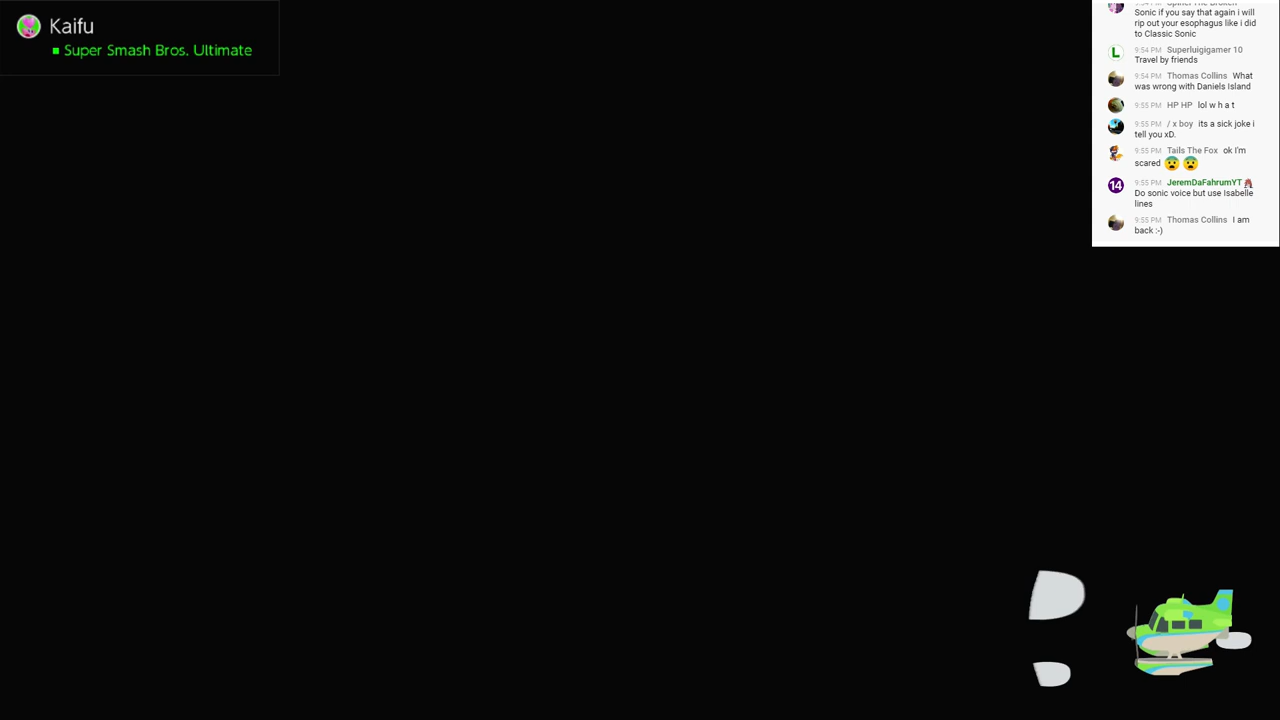 Kaifu
Super Smash Bros. Ultimate
Sonic if you say that again i will
rip out your esophagus like i did
to Classic Sonic
9:54 PM Superluigigamer 10
Travel by friends
9:54 PM Thomas Collins What
was wrong with Daniels Island
9:55 PM HP HP lol w h a t
9:55 PM / x boy its a sick joke i
tell you xD.
9:55 PM Tails The Fox ok I'm
scared 😨 😨
9:55 PM JeremDaFahrumYT
Do sonic voice but use Isabelle
lines
9:55 PM Thomas Collins I am
back :-)
L
14